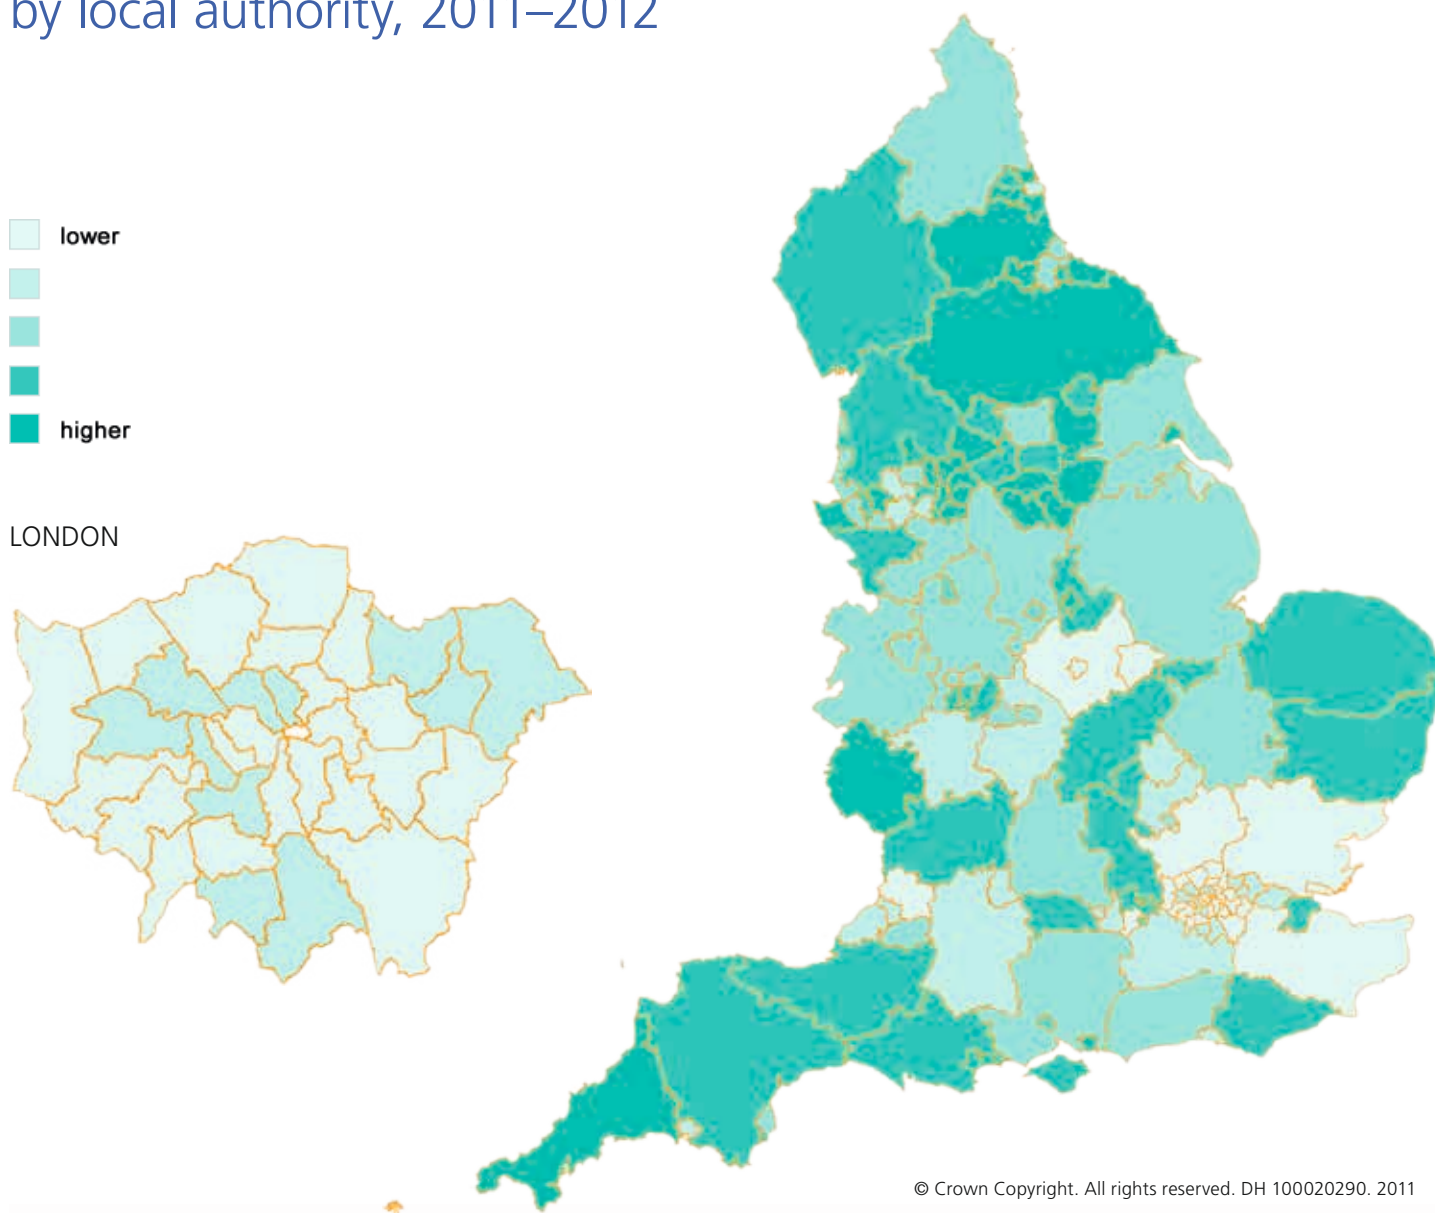 by local authority, 2011–2012
lower
higher
LONDON
© Crown Copyright. All rights reserved. DH 100020290. 2011